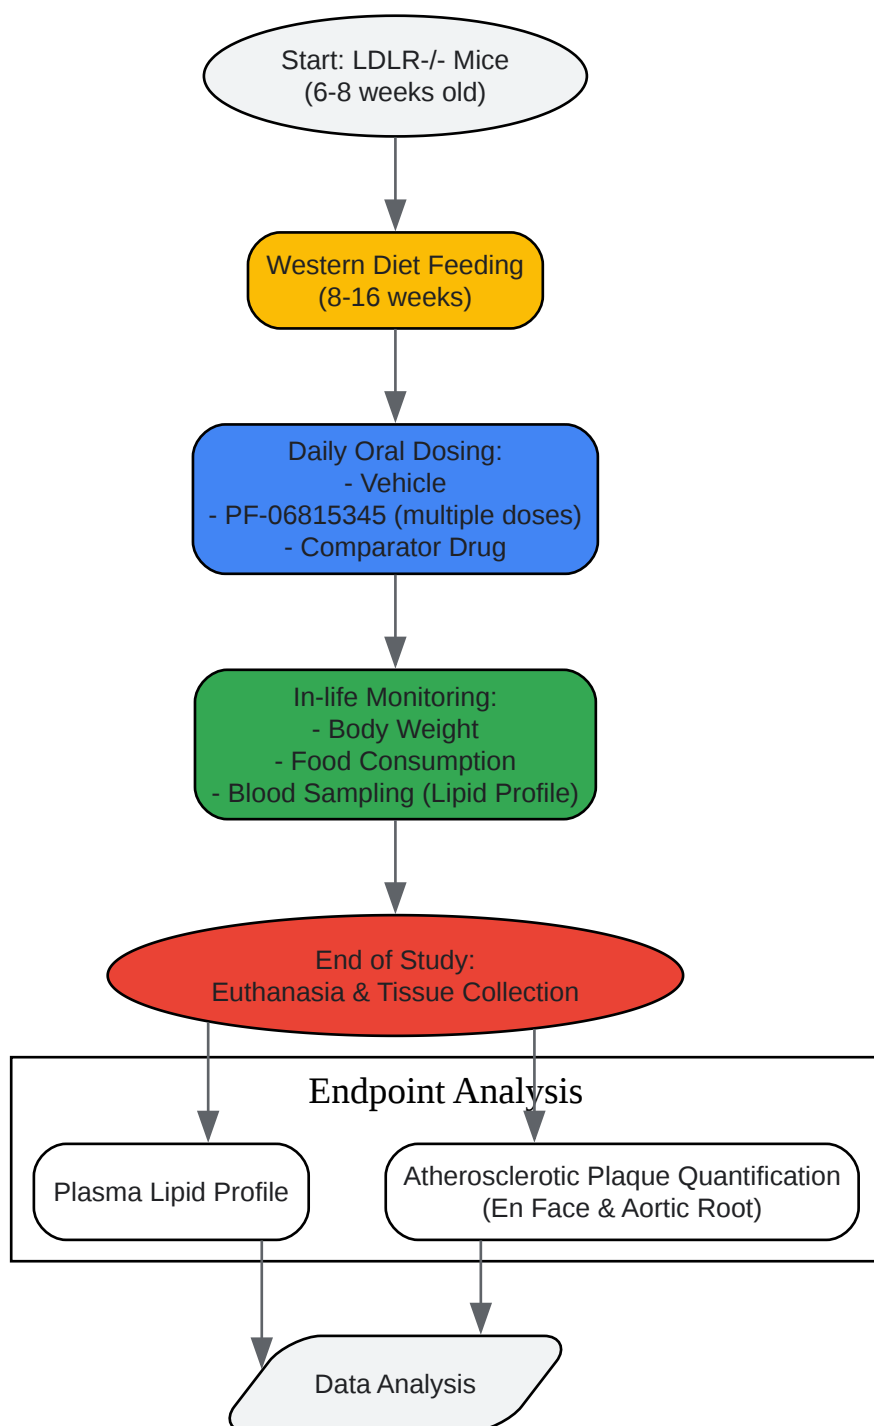 Start: LDLR-/- Mice
(6-8 weeks old)
Western Diet Feeding
(8-16 weeks)
Daily Oral Dosing:
- Vehicle
- PF-06815345 (multiple doses)
- Comparator Drug
In-life Monitoring:
- Body Weight
- Food Consumption
- Blood Sampling (Lipid Profile)
End of Study:
Euthanasia & Tissue Collection
Endpoint Analysis
Plasma Lipid Profile
Atherosclerotic Plaque Quantification
(En Face & Aortic Root)
Data Analysis